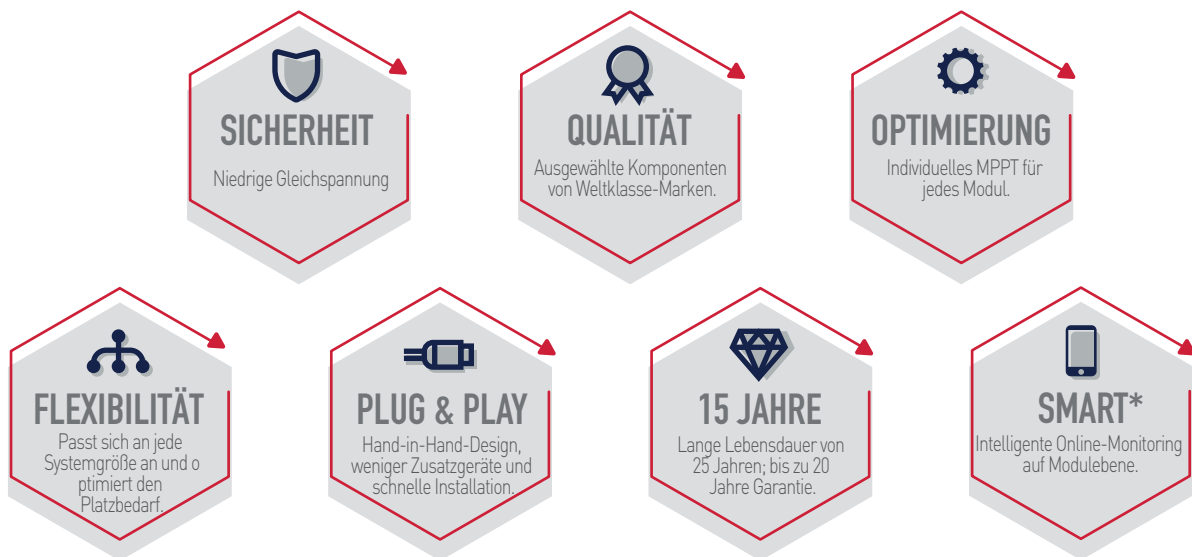 SICHERHEIT
Niedrige Gleichspannung
QUALITÄT
Ausgewählte Komponenten
von Weltklasse-Marken.
OPTIMIERUNG
Individuelles MPPT für
jedes Modul.
FLEXIBILITÄT
Passt sich an jede
Systemgröße an und o
ptimiert den
Platzbedarf.
PLUG & PLAY
Hand-in-Hand-Design,
weniger Zusatzgeräte und
schnelle Installation.
15 JAHRE
Lange Lebensdauer von
25 Jahren; bis zu 20
Jahre Garantie.
SMART*
Intelligente Online-Monitoring
auf Modulebene.